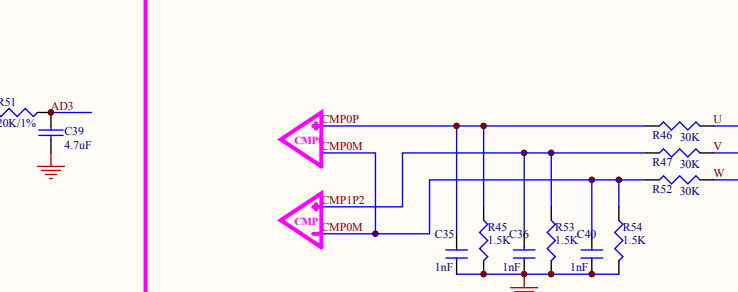 R51
20K/1%
AD3
C39
4.7uF
CMP0P
CMP
CMP0M
CMP1P2
CMP
CMP0M
R46 30K
U
R47 30K
V
R52 30K
W
C35
1nF
R45
1.5K
C36
1nF
R53
1.5K
C40
1nF
R54
1.5K